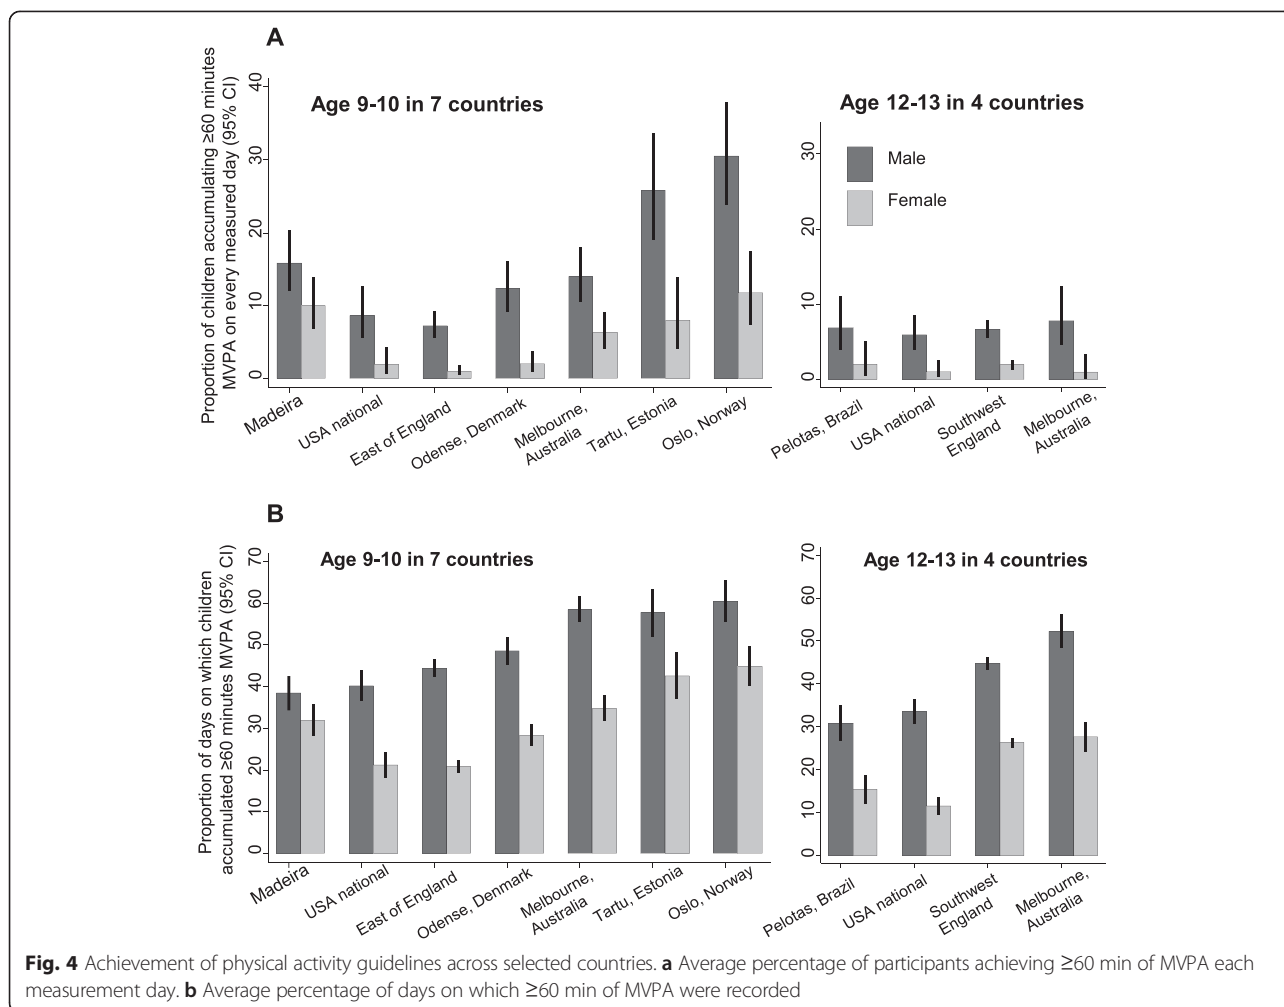 A
Proportion of children accumulating ≥60 minutes
MVPA on every measured day (95% CI)
0
10
20
30
40
Age 9-10 in 7 countries
Madeira
USA national
East of England
Odense, Denmark
Melbourne,
Australia
Tartu, Estonia
Oslo, Norway
Age 12-13 in 4 countries
0
10
20
30
Male
Female
Pelotas, Brazil
USA national
Southwest
England
Melbourne,
Australia
B
Proportion of days on which children
accumulated ≥60 minutes MVPA (95% CI)
0
10
20
30
40
50
60
70
Age 9-10 in 7 countries
Madeira
USA national
East of England
Odense, Denmark
Melbourne,
Australia
Tartu, Estonia
Oslo, Norway
Age 12-13 in 4 countries
0
10
20
30
40
50
60
70
Pelotas, Brazil
USA national
Southwest
England
Melbourne,
Australia
Fig. 4 Achievement of physical activity guidelines across selected countries. a Average percentage of participants achieving ≥60 min of MVPA each
measurement day. b Average percentage of days on which ≥60 min of MVPA were recorded